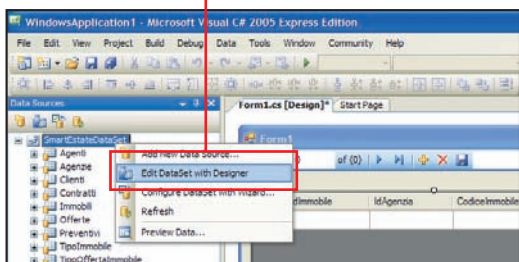 WindowsApplication1 - Microsoft Visual C# 2005 Express Edition
File Edit View Project Build Debug Data Tools Window Community Help
Data Sources
Form1.cs [Design]* Start Page
SmartEstateDataSet
Agenti
Agenzie
Clienti
Contratti
Immobili
Offerte
Preventivi
TipoImmobile
TipoOffertaImmobile
Add New Data Source...
Edit DataSet with Designer
Configure DataSet with Wizard...
Refresh
Preview Data...
Form1
of {0}
IdAgenzia
CodiceImmobile